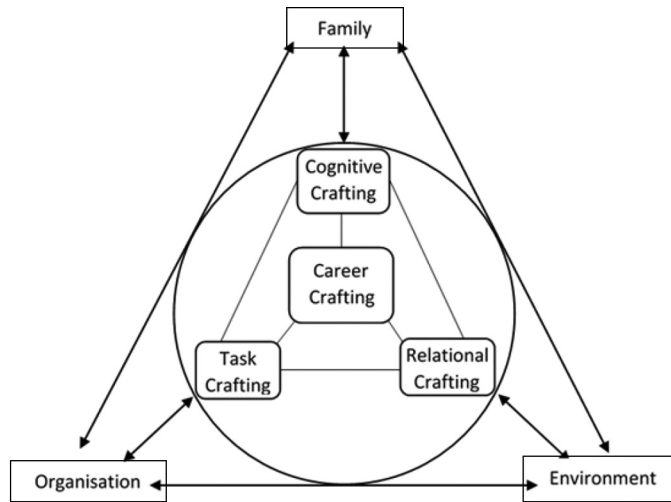 Family
Cognitive
Crafting
Career
Crafting
Task
Crafting
Relational
Crafting
Organisation
Environment